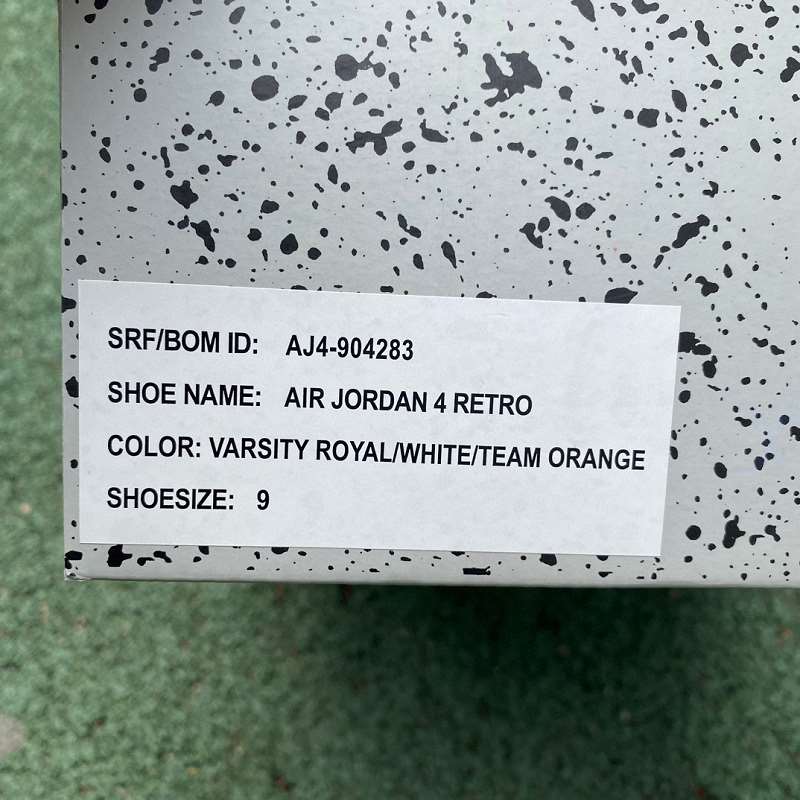 SRF/BOM ID: AJ4-904283
SHOE NAME: AIR JORDAN 4 RETRO
COLOR: VARSITY ROYAL/WHITE/TEAM ORANGE
SHOESIZE: 9